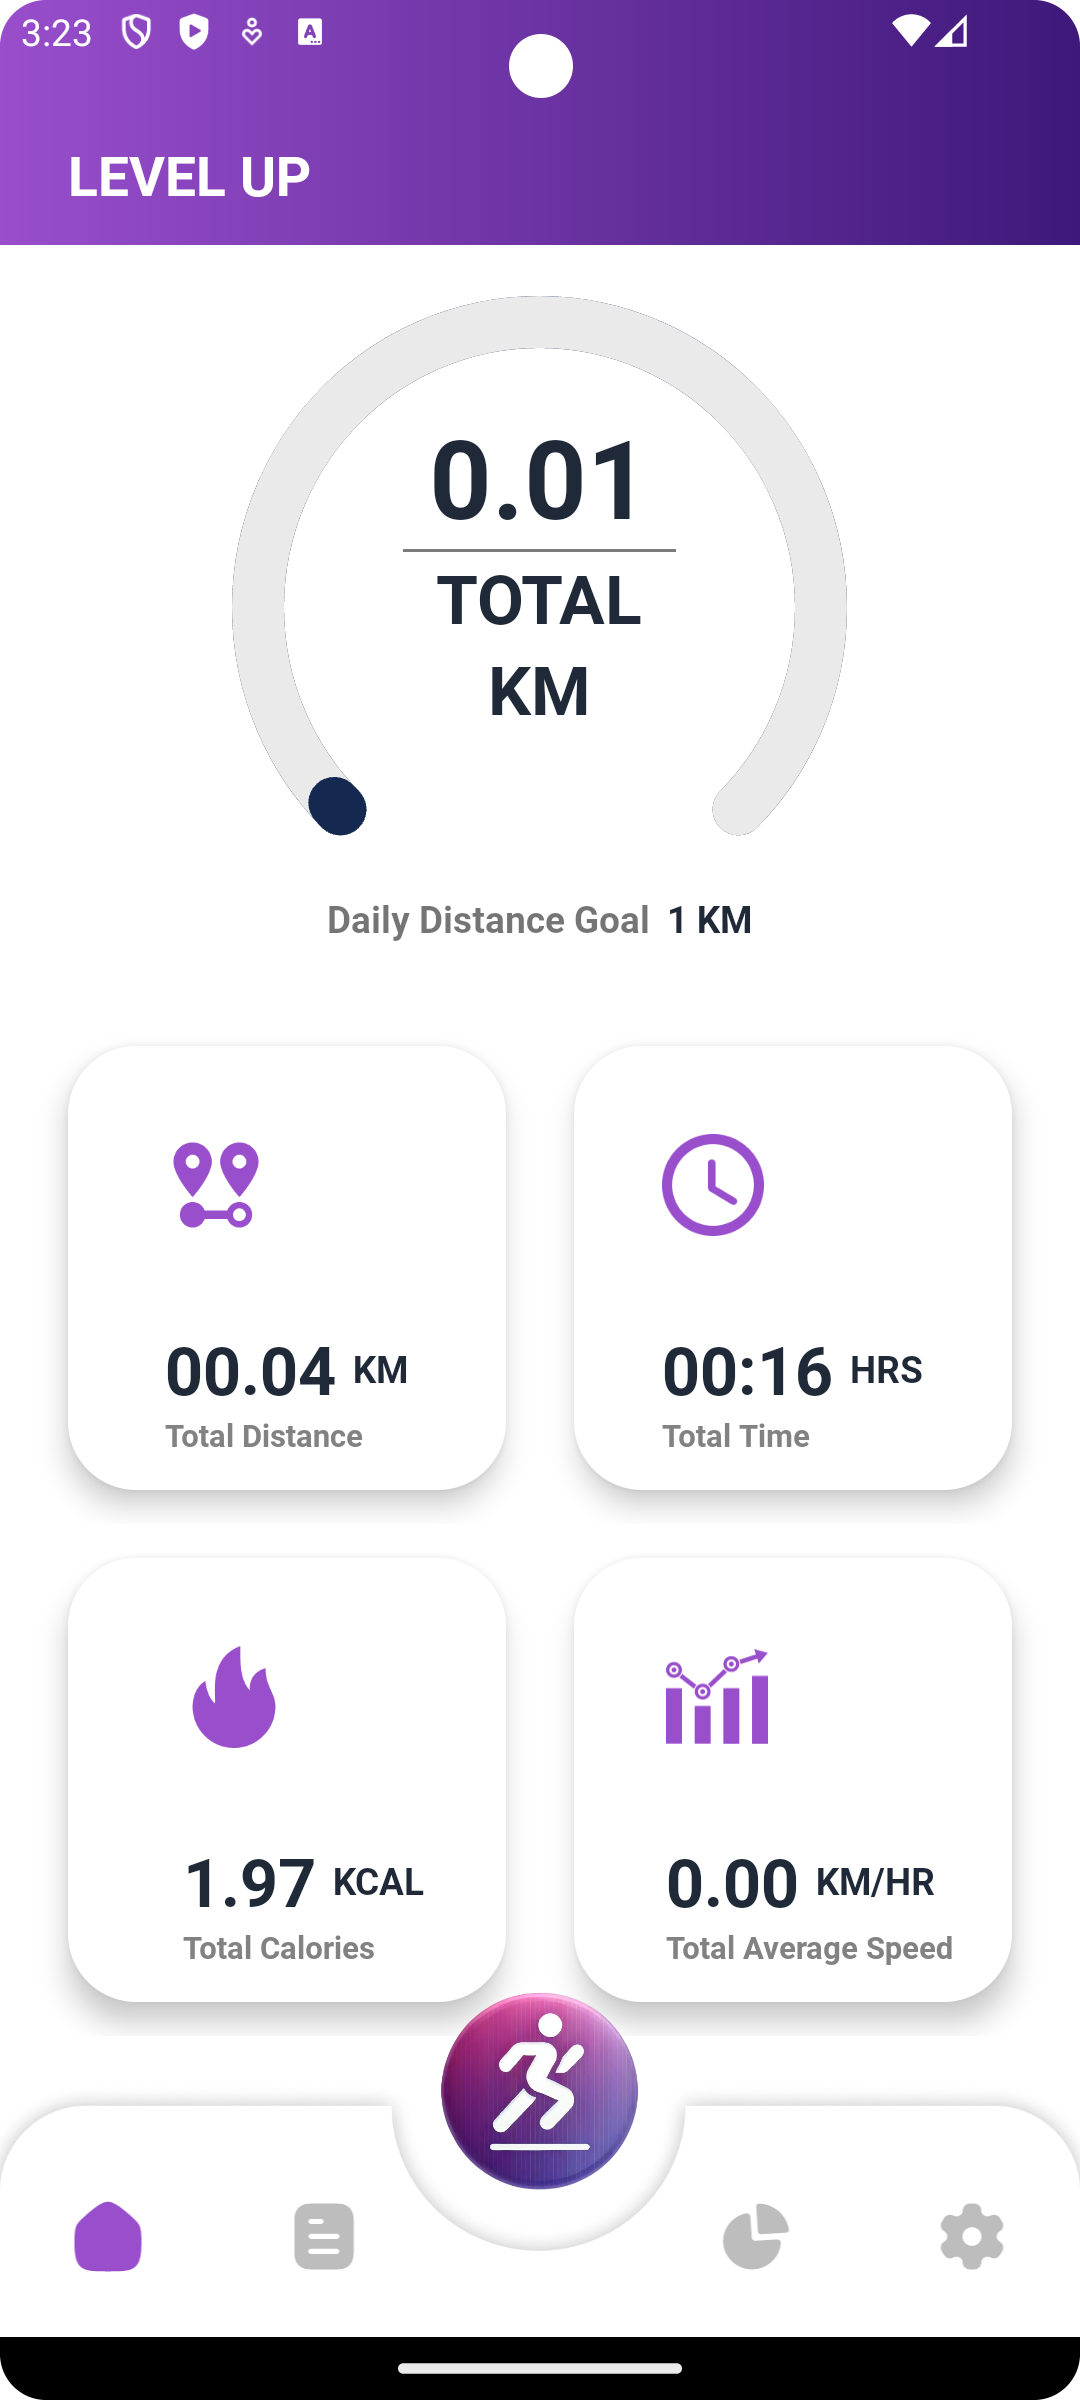 3:23
LEVEL UP
0.01
TOTAL
KM
Daily Distance Goal 1 KM
00.04 KM
Total Distance
00:16 HRS
Total Time
1.97 KCAL
Total Calories
0.00 KM/HR
Total Average Speed